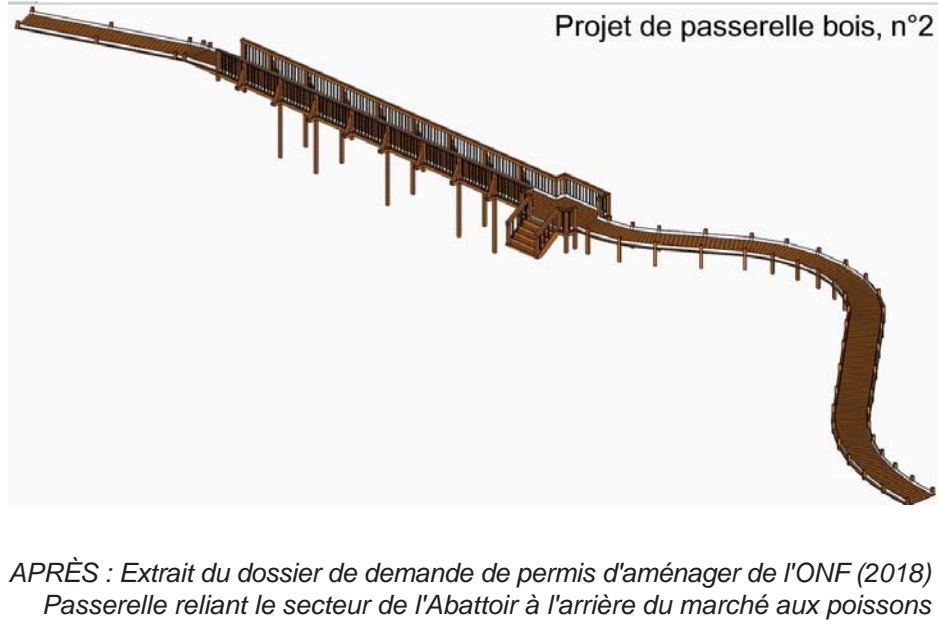 Projet de passerelle bois, n°2
APRÈS : Extrait du dossier de demande de permis d'aménager de l'ONF (2018)
Passerelle reliant le secteur de l'Abattoir à l'arrière du marché aux poissons